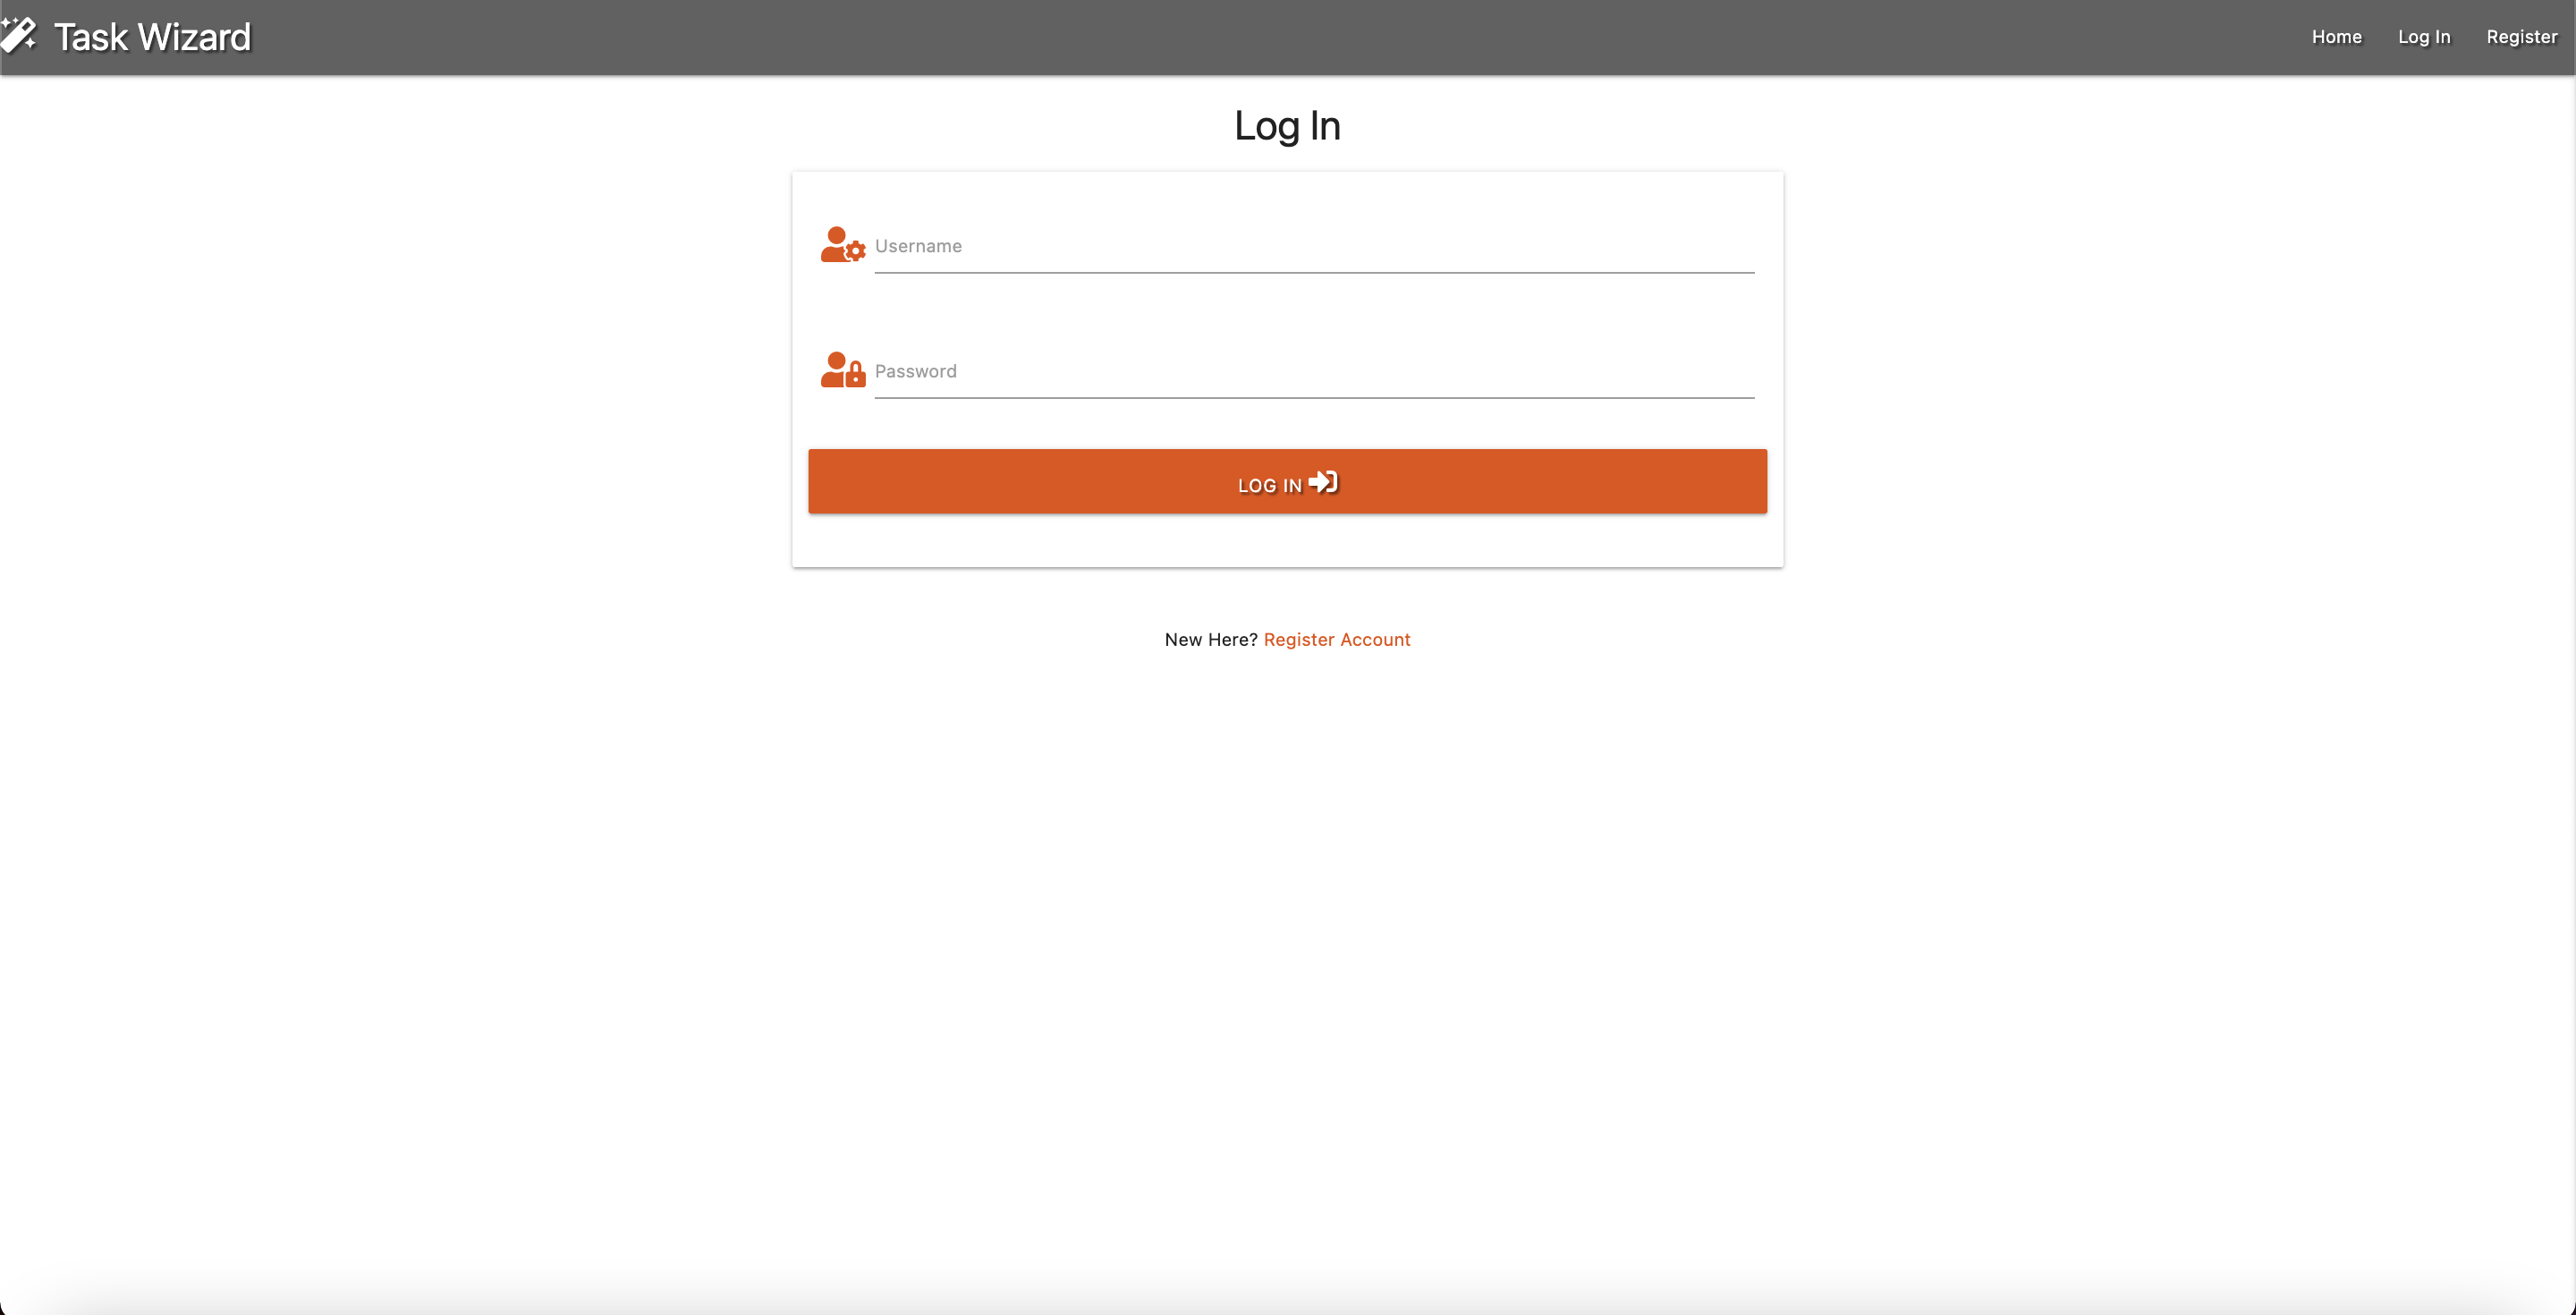 Task Wizard
Home Log In Register
Log In
Username
Password
LOG IN
New Here? Register Account